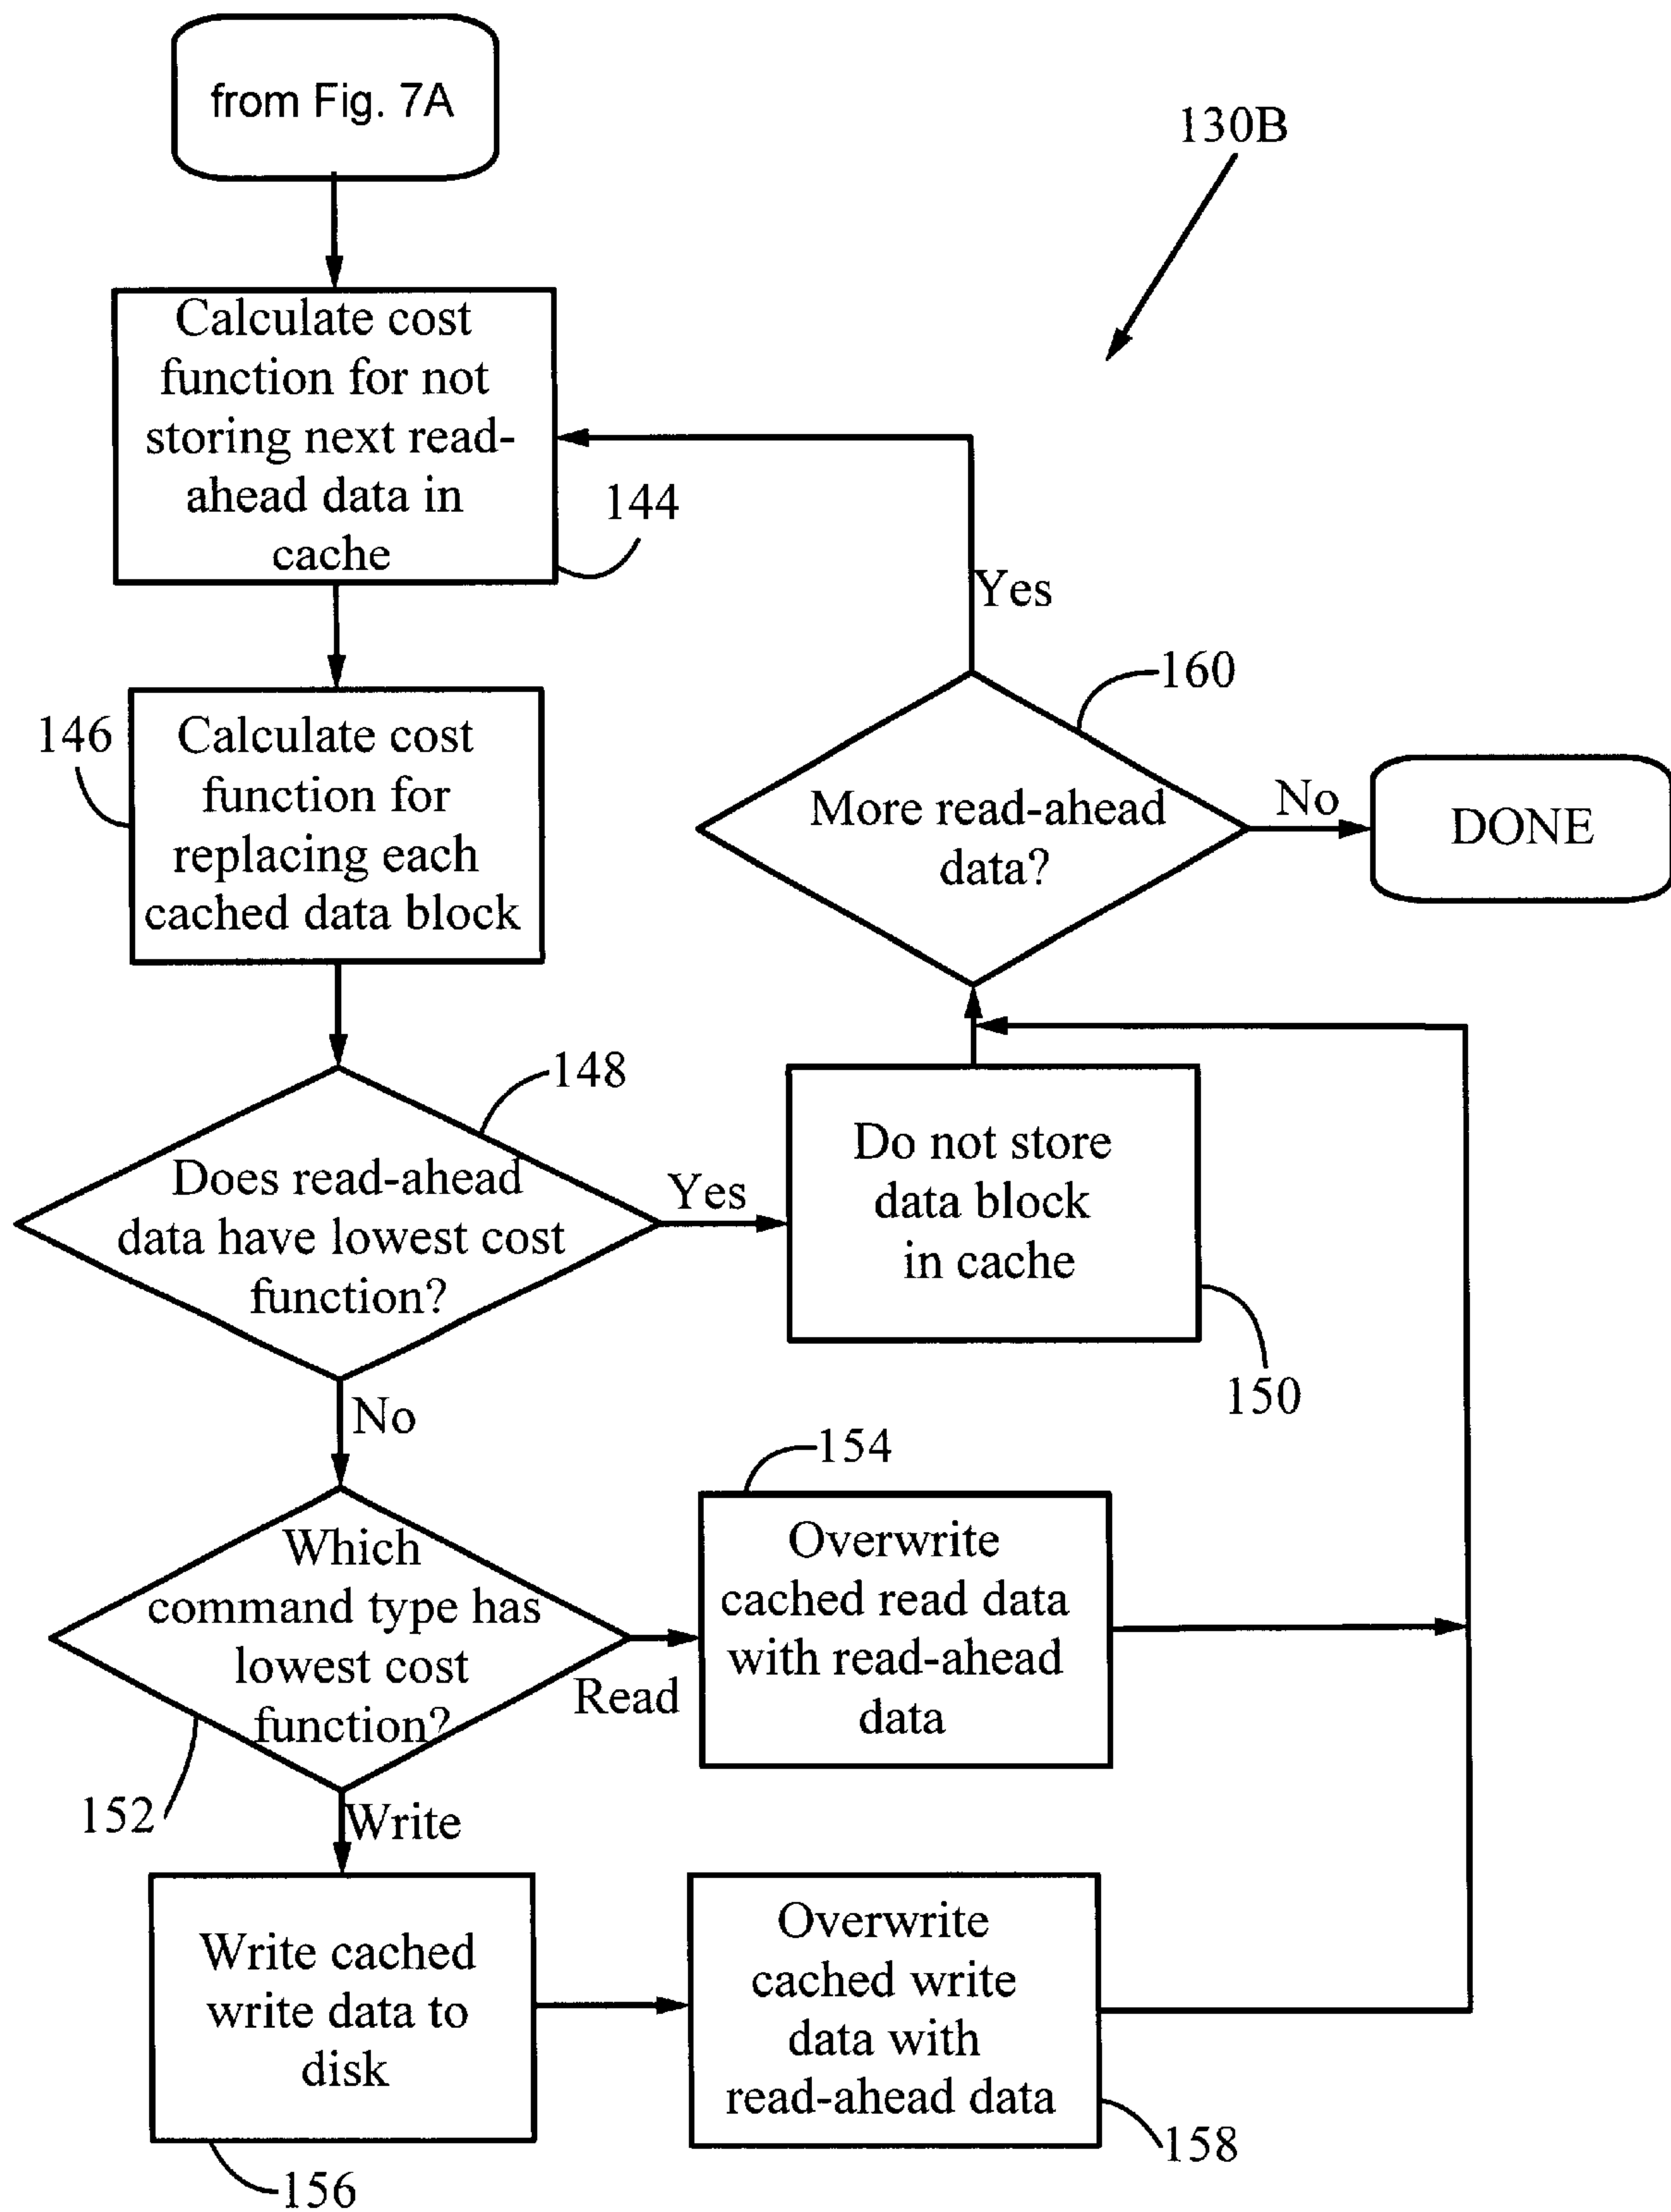 from Fig. 7A
130B
Calculate cost
function for not
storing next read-
ahead data in
cache
144
Yes
160
146
Calculate cost
function for
replacing each
cached data block
More read-ahead
data?
No
DONE
148
Does read-ahead
data have lowest cost
function?
Yes
Do not store
data block
in cache
150
No
154
Which
command type has
lowest cost
function?
Read
Overwrite
cached read data
with read-ahead
data
152
Write
Write cached
write data to
disk
Overwrite
cached write
data with
read-ahead data
158
156